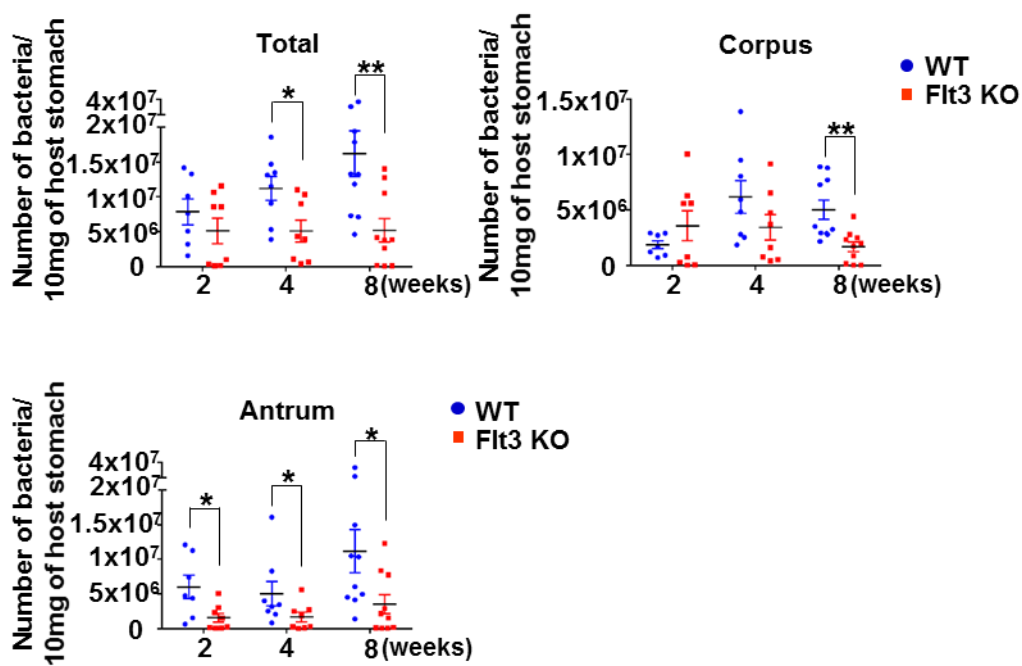 Total
Number of bacteria/
10mg of host stomach
4x10⁷
2x10⁷
1.5x10⁷
1x10⁷
5x10⁶
0
*
**
2 4 8 (weeks)
Corpus
Number of bacteria/
10mg of host stomach
1.5x10⁷
1x10⁷
5x10⁶
0
**
2 4 8 (weeks)
WT
Flt3 KO
Antrum
Number of bacteria/
10mg of host stomach
4x10⁷
2x10⁷
1.5x10⁷
1x10⁷
5x10⁶
0
*
*
*
2 4 8 (weeks)
WT
Flt3 KO